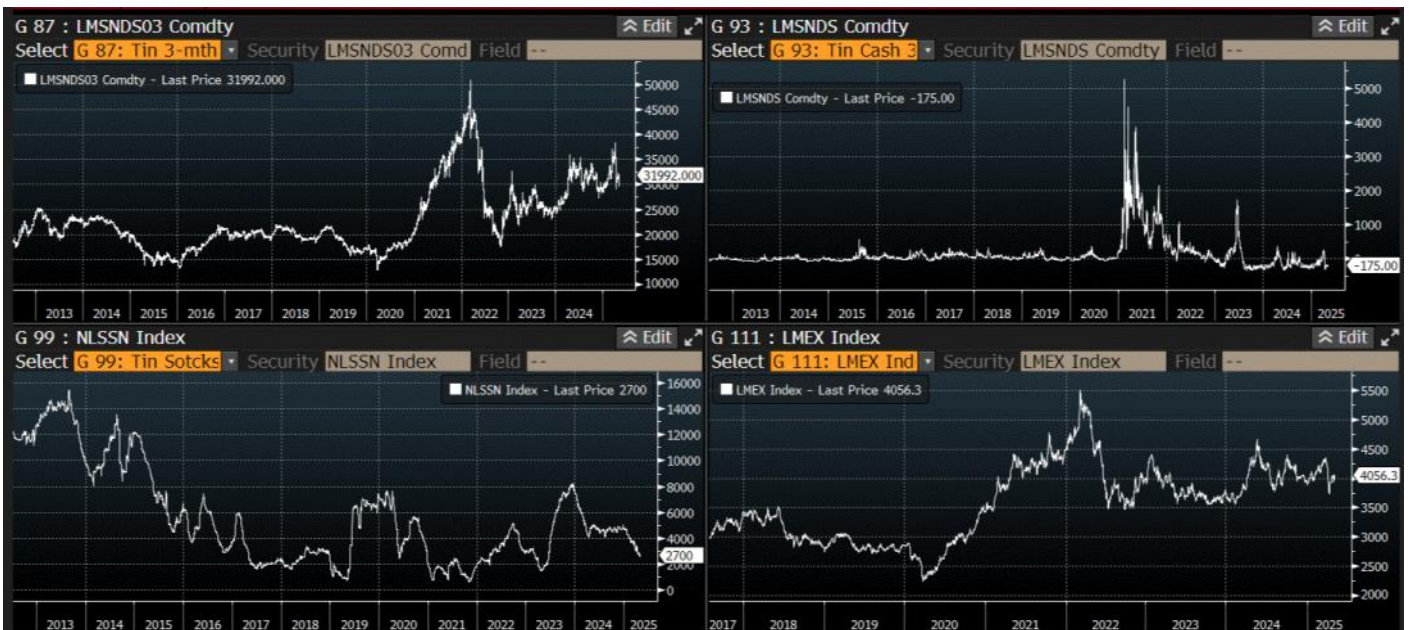 G 87 : LMSNDS03 Comdty
Edit
Select G 87: Tin 3-mth Security LMSNDS03 Comd Field --
LMSNDS03 Comdty - Last Price 31992.000
50000
45000
40000
35000
31992.000
30000
25000
20000
15000
10000
2013 2014 2015 2016 2017 2018 2019 2020 2021 2022 2023 2024
G 93 : LMSNDS Comdty
Edit
Select G 93: Tin Cash 3 Security LMSNDS Comdty Field --
LMSNDS Comdty - Last Price -175.00
5000
4000
3000
2000
1000
-175.00
2013 2014 2015 2016 2017 2018 2019 2020 2021 2022 2023 2024 2025
G 99 : NLSSN Index
Edit
Select G 99: Tin Sotcks Security NLSSN Index Field --
NLSSN Index - Last Price 2700
16000
14000
12000
10000
8000
6000
4000
2700
2000
0
2013 2014 2015 2016 2017 2018 2019 2020 2021 2022 2023 2024 2025
G 111 : LMEX Index
Edit
Select G 111: LMEX Ind Security LMEX Index Field --
LMEX Index - Last Price 4056.3
5500
5000
4500
4056.3
3500
3000
2500
2000
2017 2018 2019 2020 2021 2022 2023 2024 2025